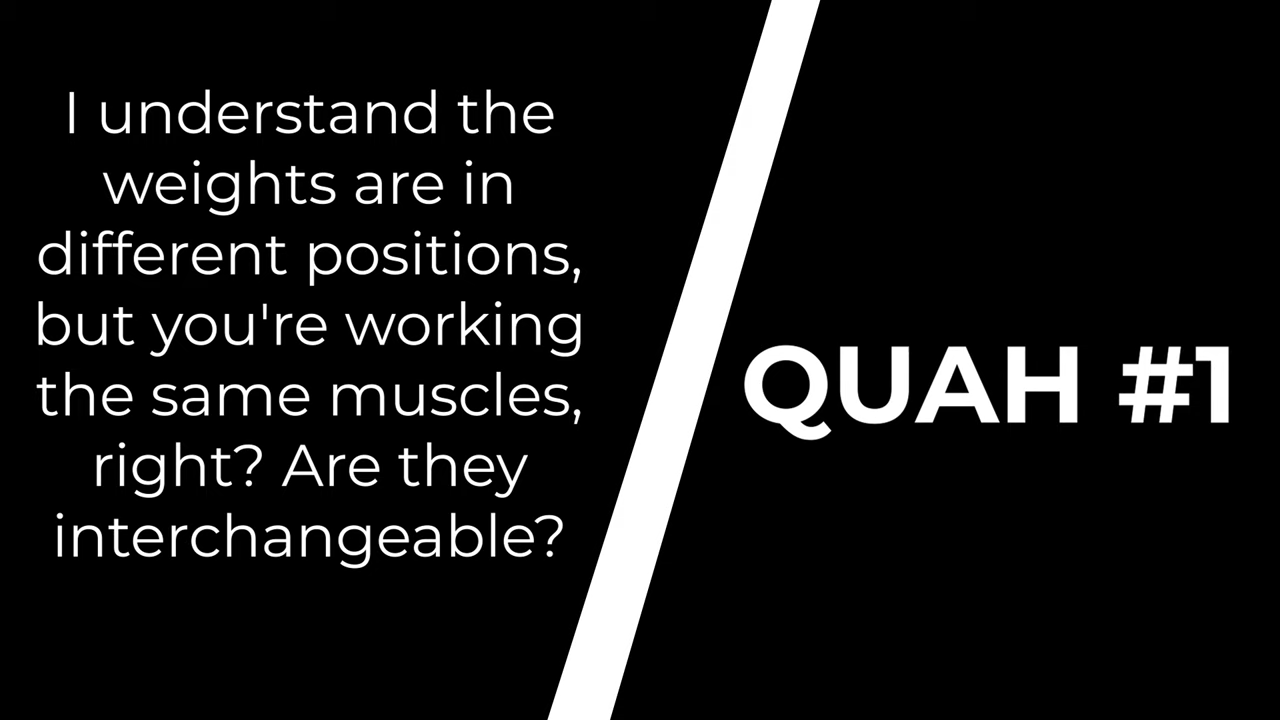 I understand the
weights are in
different positions,
but you're working
the same muscles,
right? Are they
interchangeable?
QUAH #1